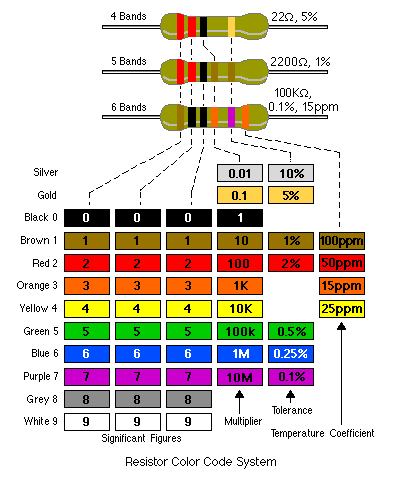 4 Bands 22Ω, 5%
5 Bands 2200Ω, 1%
6 Bands 100KΩ,
0.1%, 15ppm
Silver 0.01 10%
Gold 0.1 5%
Black 0 0 0 0 1
Brown 1 1 1 1 10 1% 100ppm
Red 2 2 2 2 100 2% 50ppm
Orange 3 3 3 3 1K 15ppm
Yellow 4 4 4 4 10K 25ppm
Green 5 5 5 5 100k 0.5%
Blue 6 6 6 6 1M 0.25%
Purple 7 7 7 7 10M 0.1%
Grey 8 8 8 8
White 9 9 9 9
Multiplier
Tolerance
Temperature Coefficient
Significant Figures
Resistor Color Code System